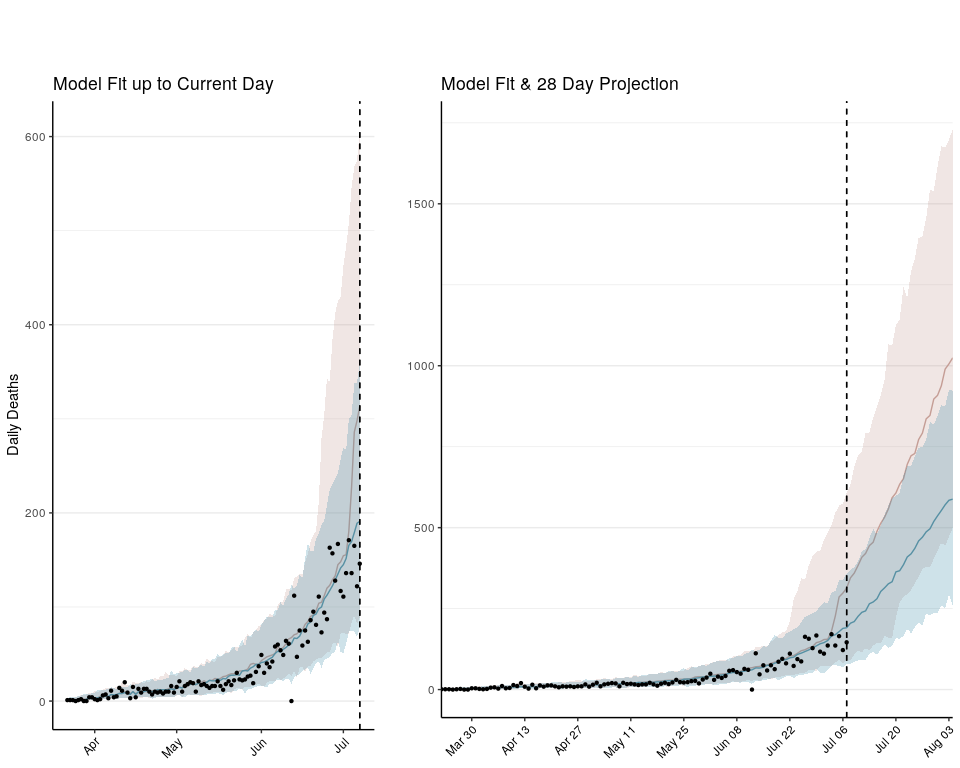 Model Fit up to Current Day
Daily Deaths
600
400
200
0
Apr
May
Jun
Jul
Model Fit & 28 Day Projection
1500
1000
500
0
Mar 30
Apr 13
Apr 27
May 11
May 25
Jun 08
Jun 22
Jul 06
Jul 20
Aug 03